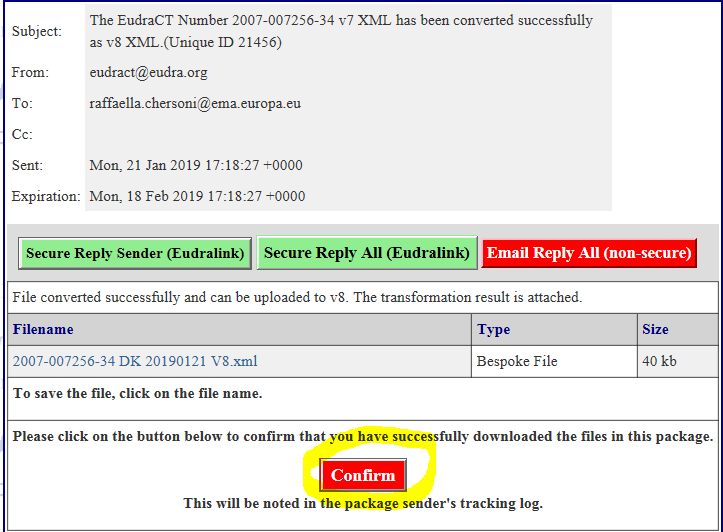 Subject: The EudraCT Number 2007-007256-34 v7 XML has been converted successfully
as v8 XML.(Unique ID 21456)
From: eudract@eudra.org
To: raffaella.chersoni@ema.europa.eu
Cc:
Sent: Mon, 21 Jan 2019 17:18:27 +0000
Expiration: Mon, 18 Feb 2019 17:18:27 +0000
Secure Reply Sender (Eudralink) Secure Reply All (Eudralink) Email Reply All (non-secure)
File converted successfully and can be uploaded to v8. The transformation result is attached.
Filename Type Size
2007-007256-34 DK 20190121 V8.xml Bespoke File 40 kb
To save the file, click on the file name.
Please click on the button below to confirm that you have successfully downloaded the files in this package.
Confirm
This will be noted in the package sender's tracking log.